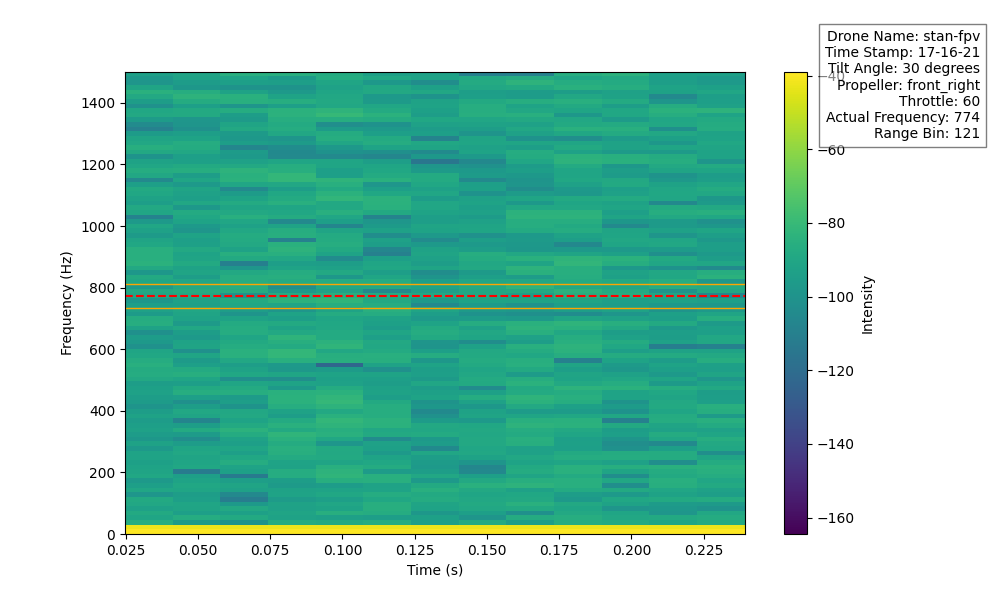 Drone Name: stan-fpv
Time Stamp: 17-16-21
Tilt Angle: 30 degrees
Propeller: front_right
Throttle: 60
Actual Frequency: 774
Range Bin: 121
1400
1200
1000
800
600
400
200
0
Frequency (Hz)
0.025 0.050 0.075 0.100 0.125 0.150 0.175 0.200 0.225
Time (s)
−40
−60
−80
−100
−120
−140
−160
Intensity